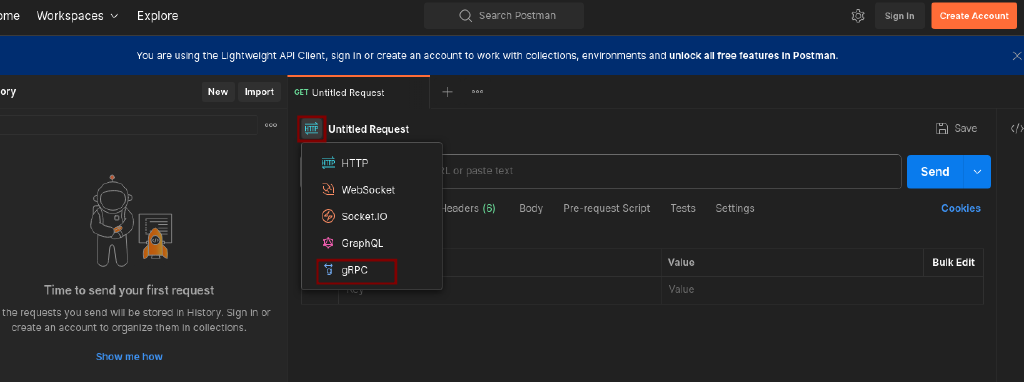 Workspaces
Explore
Search Postman
Sign In
Create Account
You are using the Lightweight API Client, sign in or create an account to work with collections, environments and unlock all free features in Postman.
New
Import
GET Untitled Request
HTTP
Untitled Request
Save
HTTP
HTTP
WebSocket
Socket.IO
GraphQL
gRPC
or paste text
Send
(6)
Body
Pre-request Script
Tests
Settings
Cookies
Value
Bulk Edit
Key
Value
Time to send your first request
the requests you send will be stored in History. Sign in or
create an account to organize them in collections.
Show me how